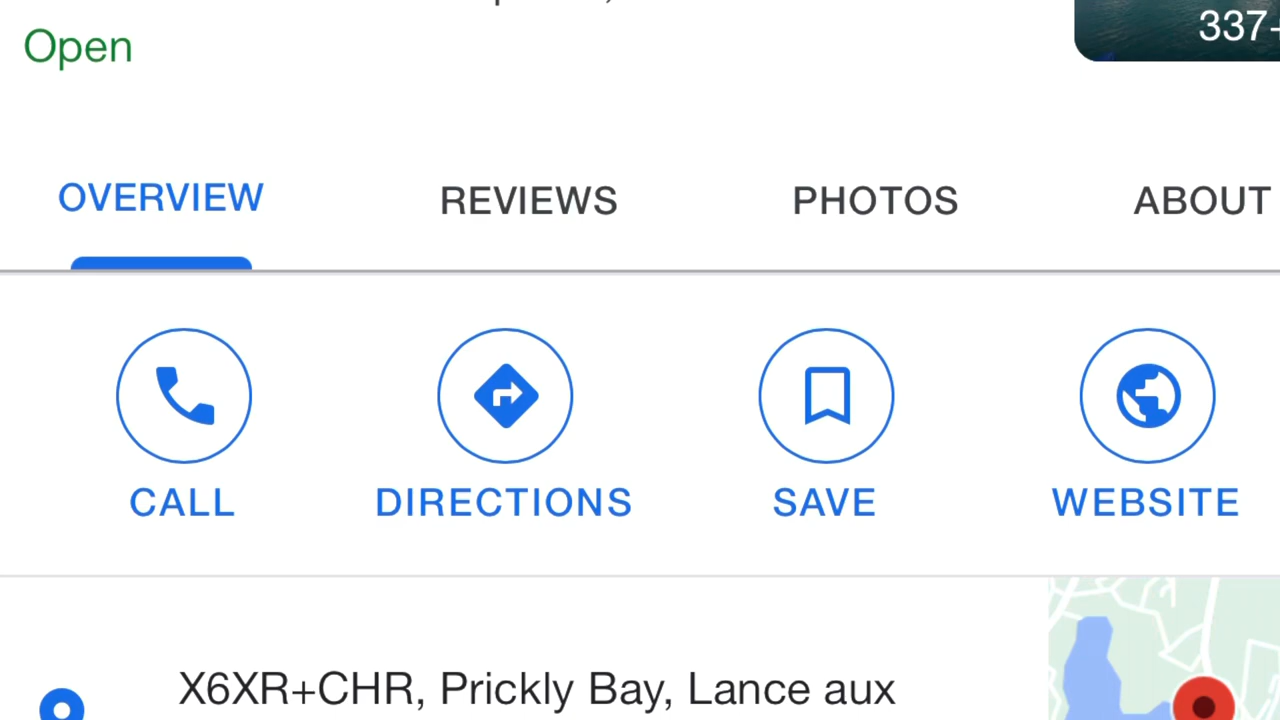 Open
337+
OVERVIEW REVIEWS PHOTOS ABOUT
CALL DIRECTIONS SAVE WEBSITE
X6XR+CHR, Prickly Bay, Lance aux